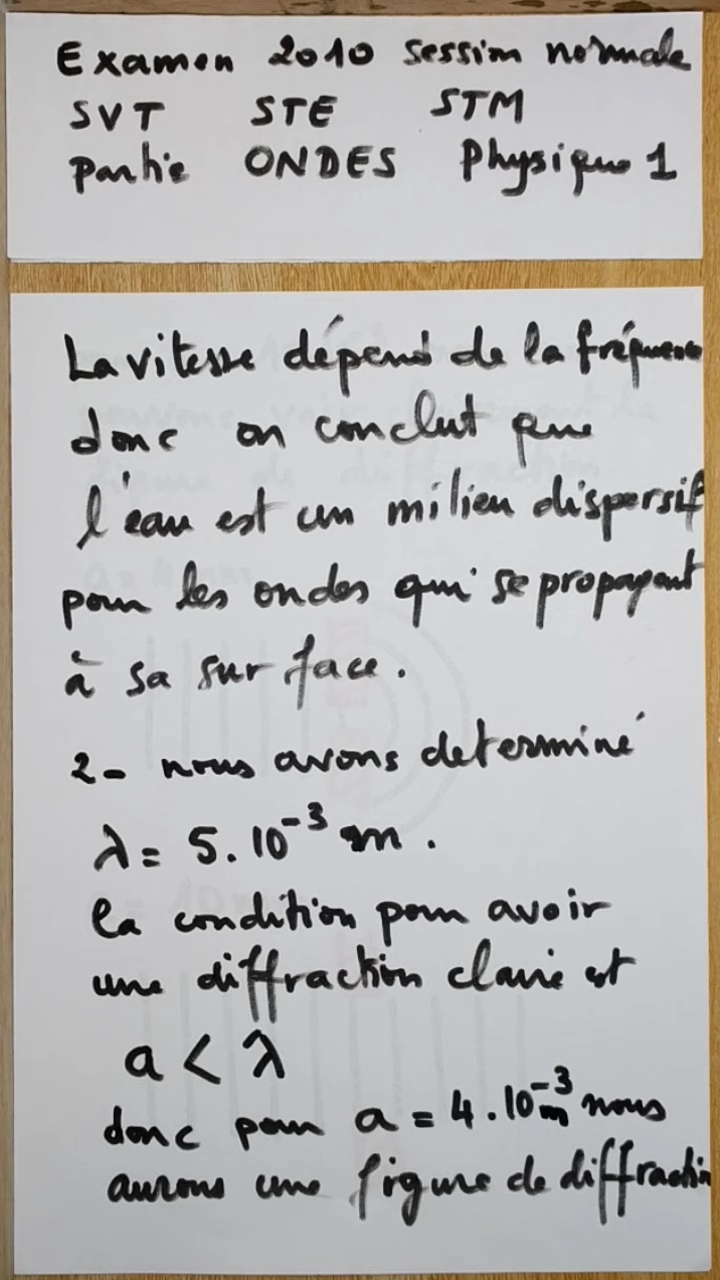 Examen 2010 session normale
SVT STE STM
Partie ONDES Physique 1
La vitesse dépend de la fréquence
donc on conclut que
l'eau est un milieu dispersif
pour les ondes qui se propagent
à sa surface.
2- nous avons determiné
λ = 5.10⁻³ m.
la condition pour avoir
une diffraction claire est
a < λ
donc pour a = 4.10⁻³m nous
aurons une figure de diffraction